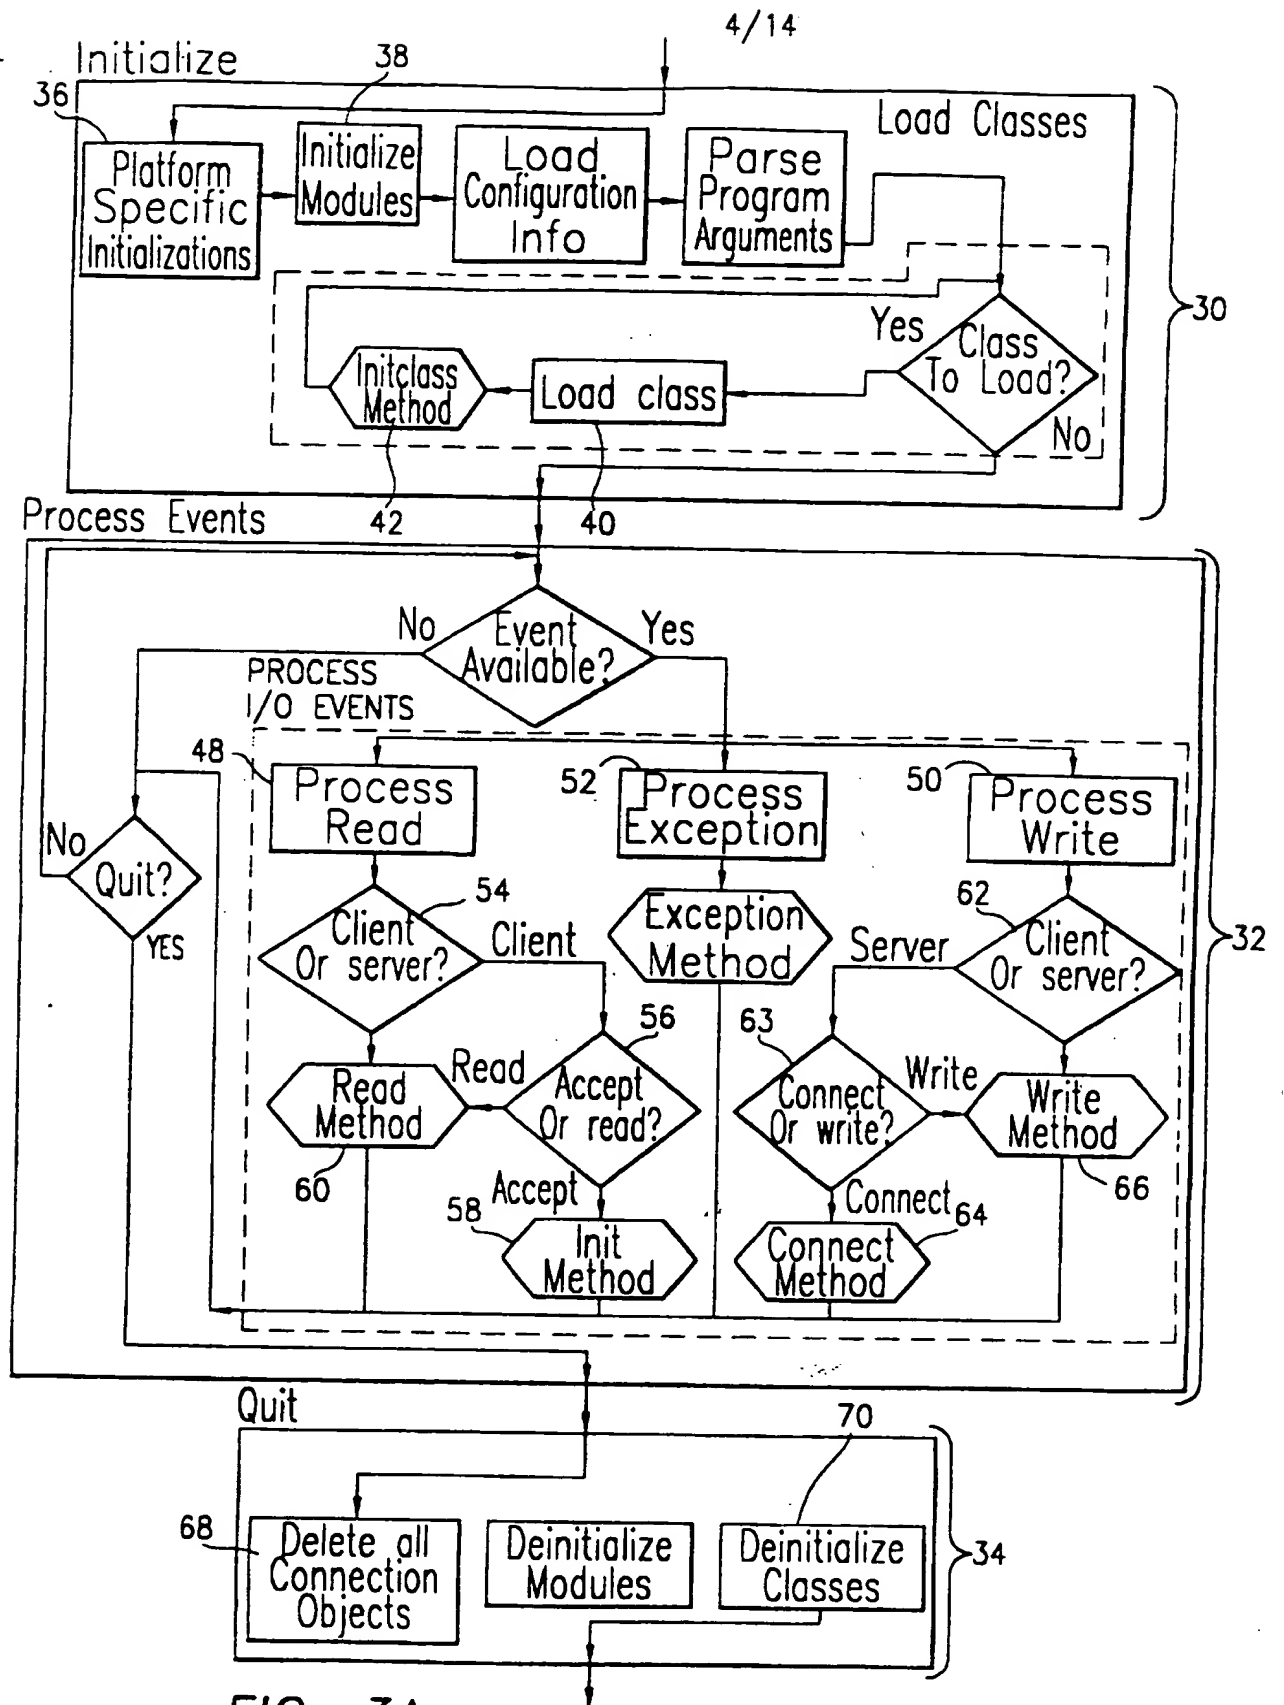 4/14
Initialize
38
36
Load Classes
Platform
Specific
Initializations
Initialize
Modules
Load
Configuration
Info
Parse
Program
Arguments
30
Yes
Class
To Load?
No
Initclass
Method
Load class
42
40
Process Events
No
Event
Available?
Yes
PROCESS
/O EVENTS
48
Process
Read
52
Process
Exception
50
Process
Write
No
Quit?
YES
54
Client
Or server?
Client
Exception
Method
62
Server
Client
Or server?
32
56
63
Read
Method
Read
Accept
Or read?
Connect
Or write?
Write
Write
Method
60
Accept
58
Init
Method
Connect
64
Connect
Method
66
Quit
70
68
Delete all
Connection
Objects
Deinitialize
Modules
Deinitialize
Classes
34